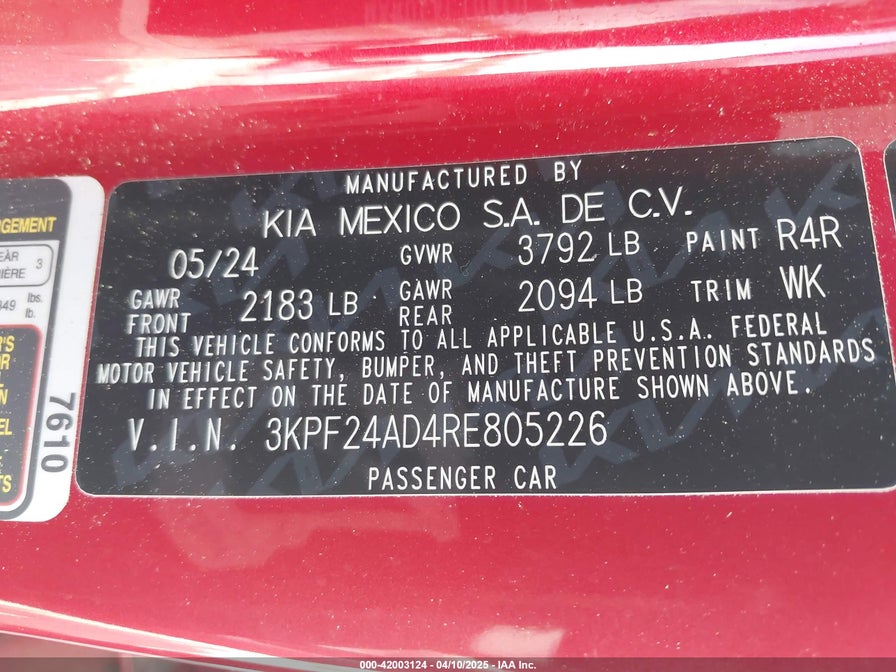 MANUFACTURED BY
KIA MEXICO S.A. DE C.V.
05/24 GVWR 3792 LB PAINT R4R
GAWR FRONT 2183 LB GAWR REAR 2094 LB TRIM WK
THIS VEHICLE CONFORMS TO ALL APPLICABLE U.S.A. FEDERAL
MOTOR VEHICLE SAFETY, BUMPER, AND THEFT PREVENTION STANDARDS
IN EFFECT ON THE DATE OF MANUFACTURE SHOWN ABOVE.
V.I.N. 3KPF24AD4RE805226
PASSENGER CAR
3
lbs.
lb.
7610
000-42003124 - 04/10/2025 - IAA Inc.